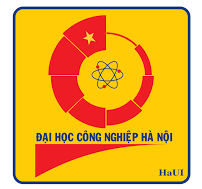 ĐẠI HỌC CÔNG NGHIỆP HÀ NỘI
HaUI